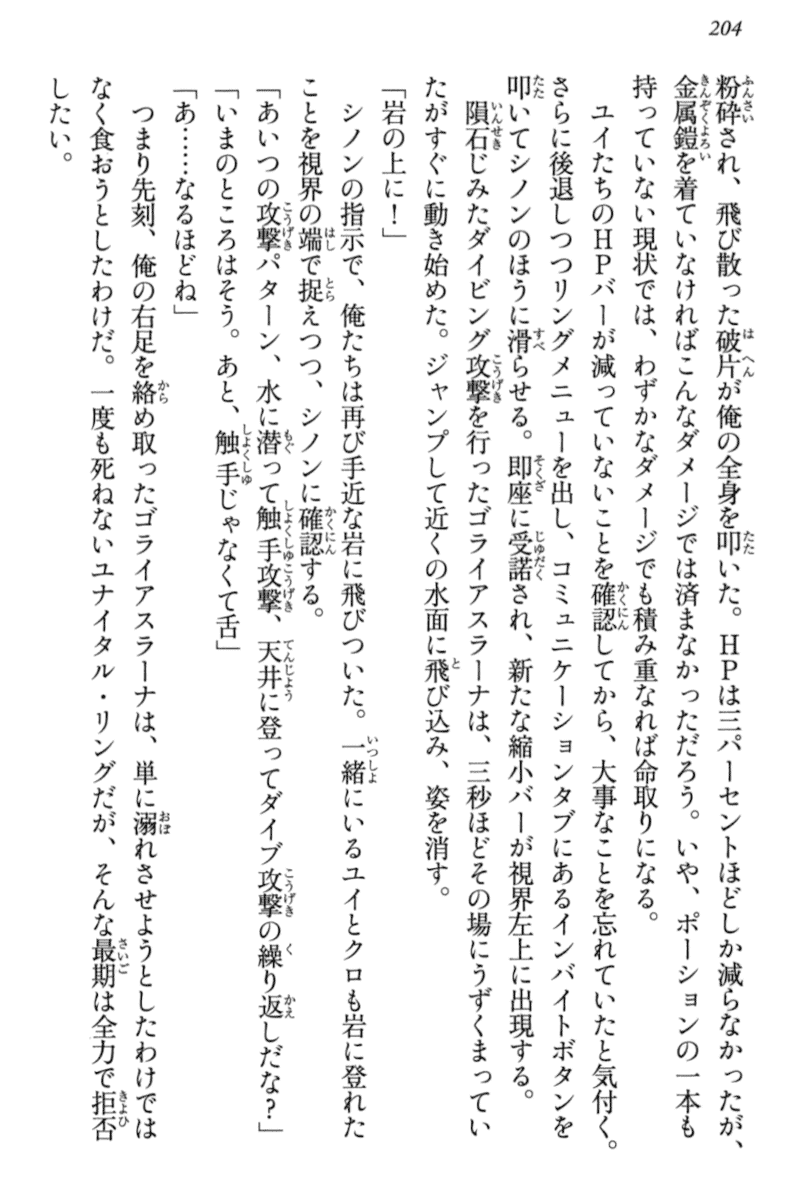 204
粉砕され、飛び散った破片が俺の全身を叩いた。HPは三パーセントほどしか減らなかったが、
金属鎧を着ていなければこんなダメージでは済まなかっただろう。いや、ポーションの一本も
持っていない現状では、わずかなダメージでも積み重なれば命取りになる。
ユイたちのHPバーが減っていないことを確認してから、大事なことを忘れていたと気付く。
さらに後退しつつリングメニューを出し、コミュニケーションタブにあるインバイトボタンを
叩いてシノンのほうに滑らせる。即座に受諾され、新たな縮小バーが視界左上に出現する。
隕石じみたダイビング攻撃を行ったゴライアスラーナは、三秒ほどその場にうずくまってい
たがすぐに動き始めた。ジャンプして近くの水面に飛び込み、姿を消す。
「岩の上に！」
シノンの指示で、俺たちは再び手近な岩に飛びついた。一緒にいるユイとクロも岩に登れた
ことを視界の端で捉えつつ、シノンに確認する。
「あいつの攻撃パターン、水に潜って触手攻撃、天井に登ってダイブ攻撃の繰り返しだな？」
「いまのところはそう。あと、触手じゃなくて舌」
「あ……なるほどね」
つまり先刻、俺の右足を絡め取ったゴライアスラーナは、単に溺れさせようとしたわけでは
なく食おうとしたわけだ。一度も死ねないユナイタル・リングだが、そんな最期は全力で拒否
したい。